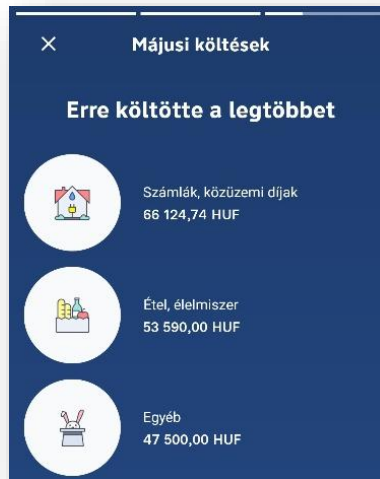 Májusi költések
Erre költötte a legtöbbet
Számlák, közüzemi díjak
66 124,74 HUF
Étel, élelmiszer
53 590,00 HUF
Egyéb
47 500,00 HUF